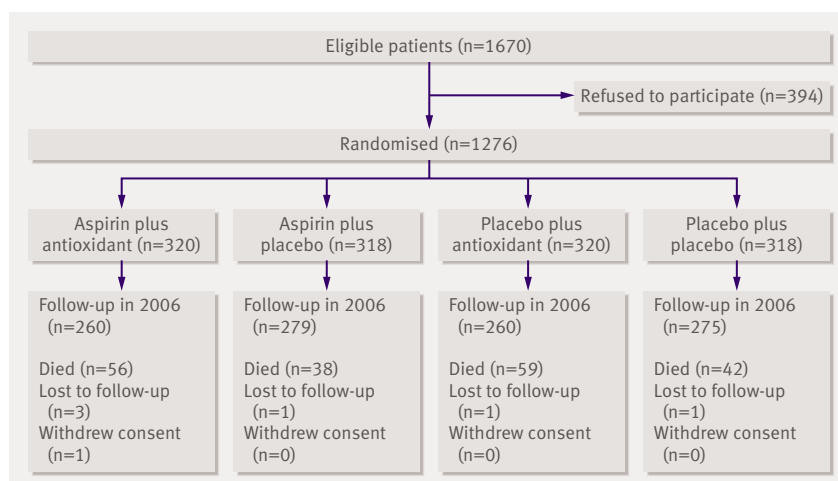 Eligible patients (n=1670)
Refused to participate (n=394)
Randomised (n=1276)
Aspirin plus
antioxidant (n=320)
Aspirin plus
placebo (n=318)
Placebo plus
antioxidant (n=320)
Placebo plus
placebo (n=318)
Follow-up in 2006
(n=260)
Died (n=56)
Lost to follow-up
(n=3)
Withdrew consent
(n=1)
Follow-up in 2006
(n=279)
Died (n=38)
Lost to follow-up
(n=1)
Withdrew consent
(n=0)
Follow-up in 2006
(n=260)
Died (n=59)
Lost to follow-up
(n=1)
Withdrew consent
(n=0)
Follow-up in 2006
(n=275)
Died (n=42)
Lost to follow-up
(n=1)
Withdrew consent
(n=0)